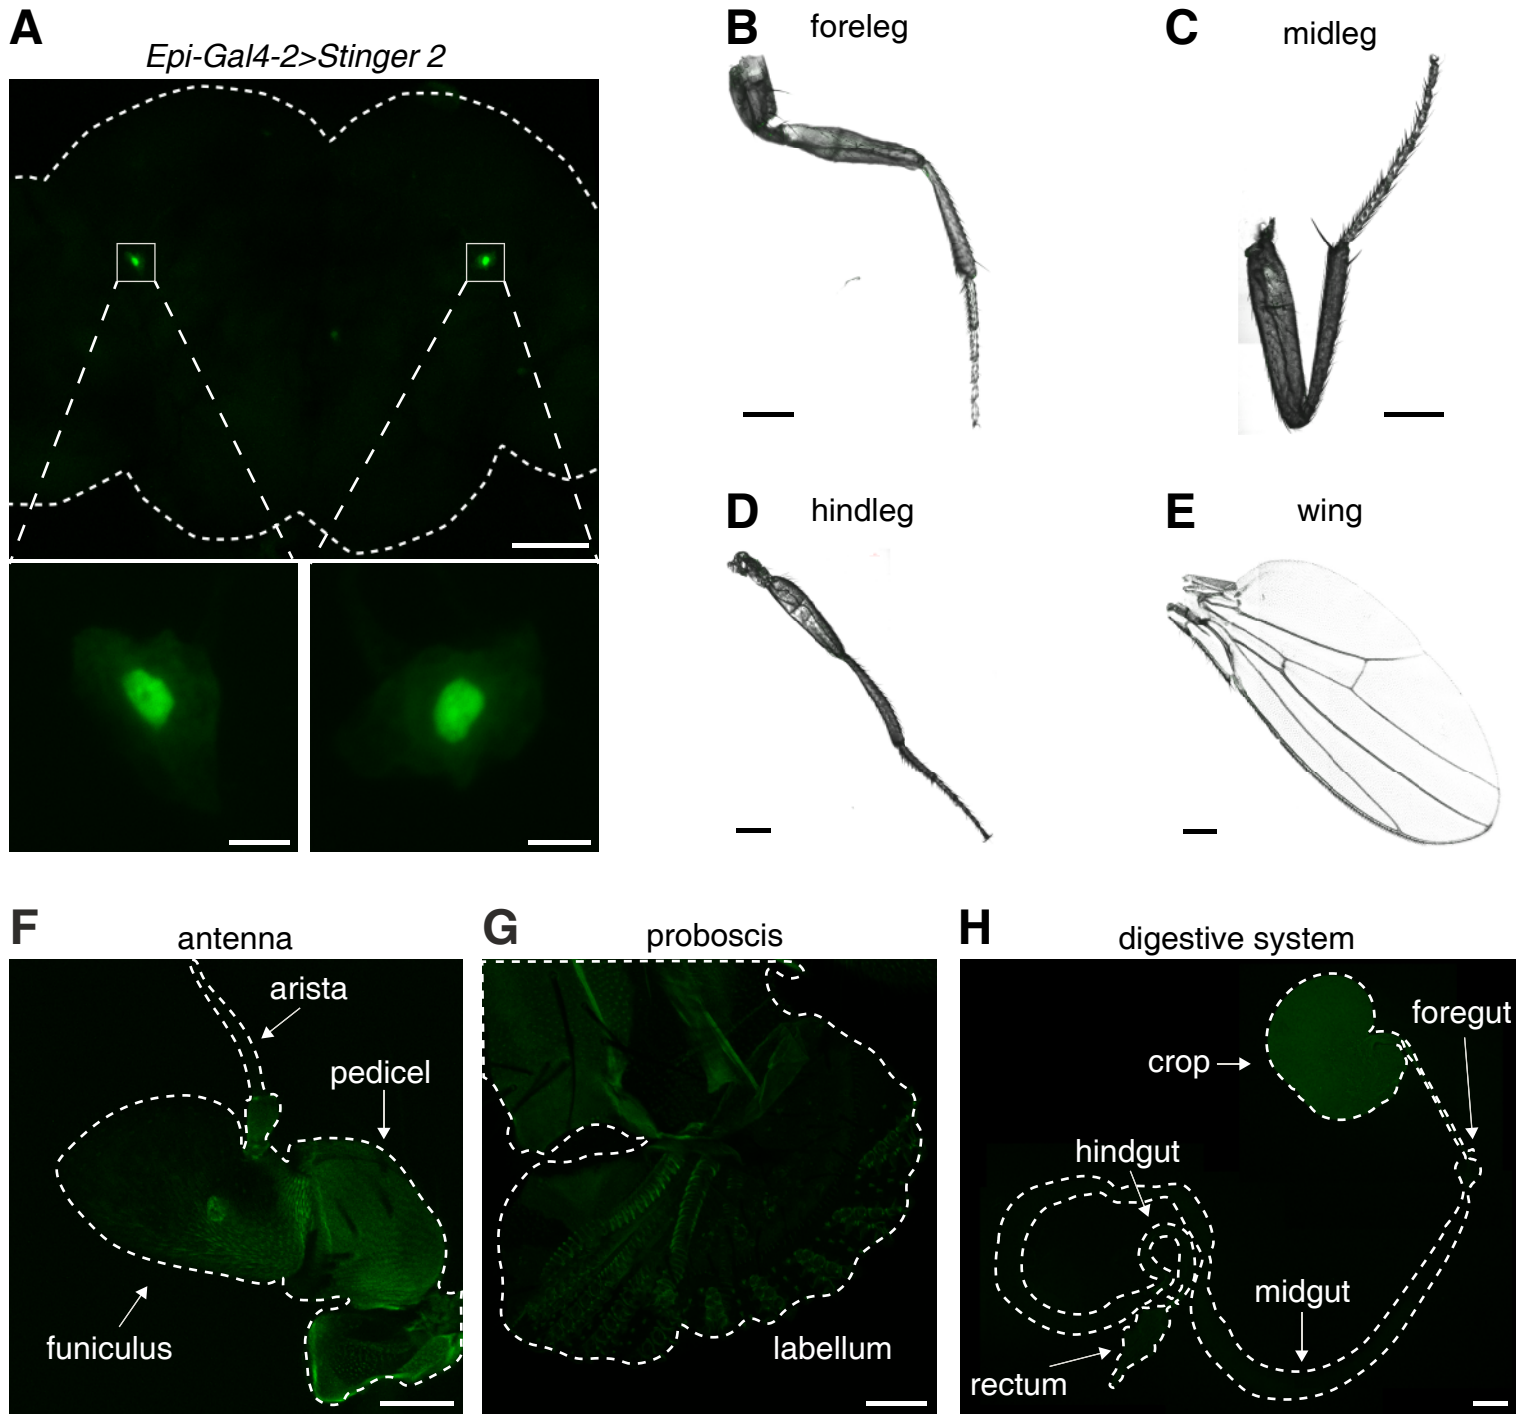 A
Epi-Gal4-2>Stinger 2
B
foreleg
C
midleg
D
hindleg
E
wing
F
antenna
arista
pedicel
funiculus
G
proboscis
labellum
H
digestive system
foregut
crop
hindgut
midgut
rectum